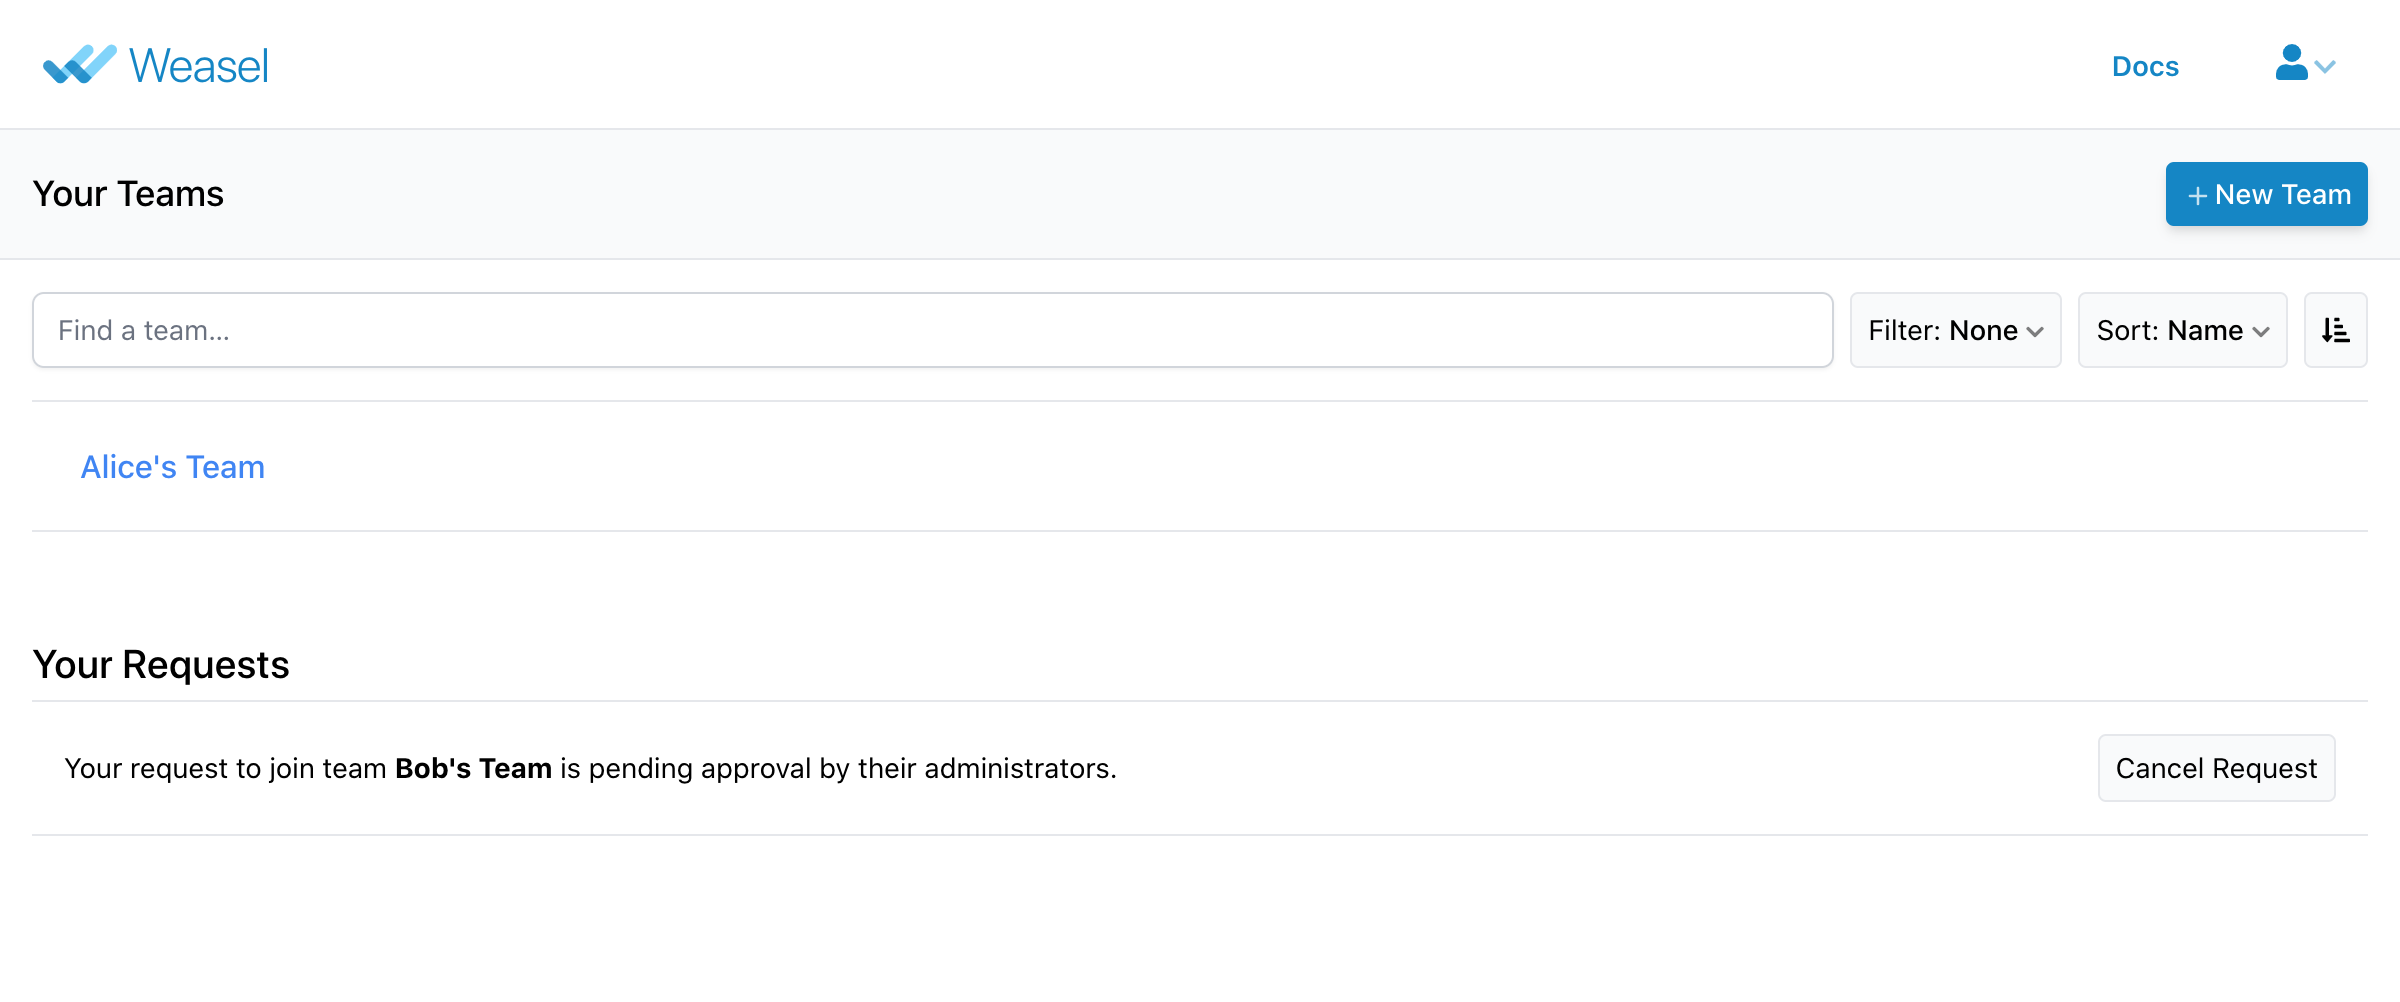 Weasel
Docs
Your Teams
+ New Team
Find a team...
Filter: None
Sort: Name
Alice's Team
Your Requests
Your request to join team Bob's Team is pending approval by their administrators.
Cancel Request